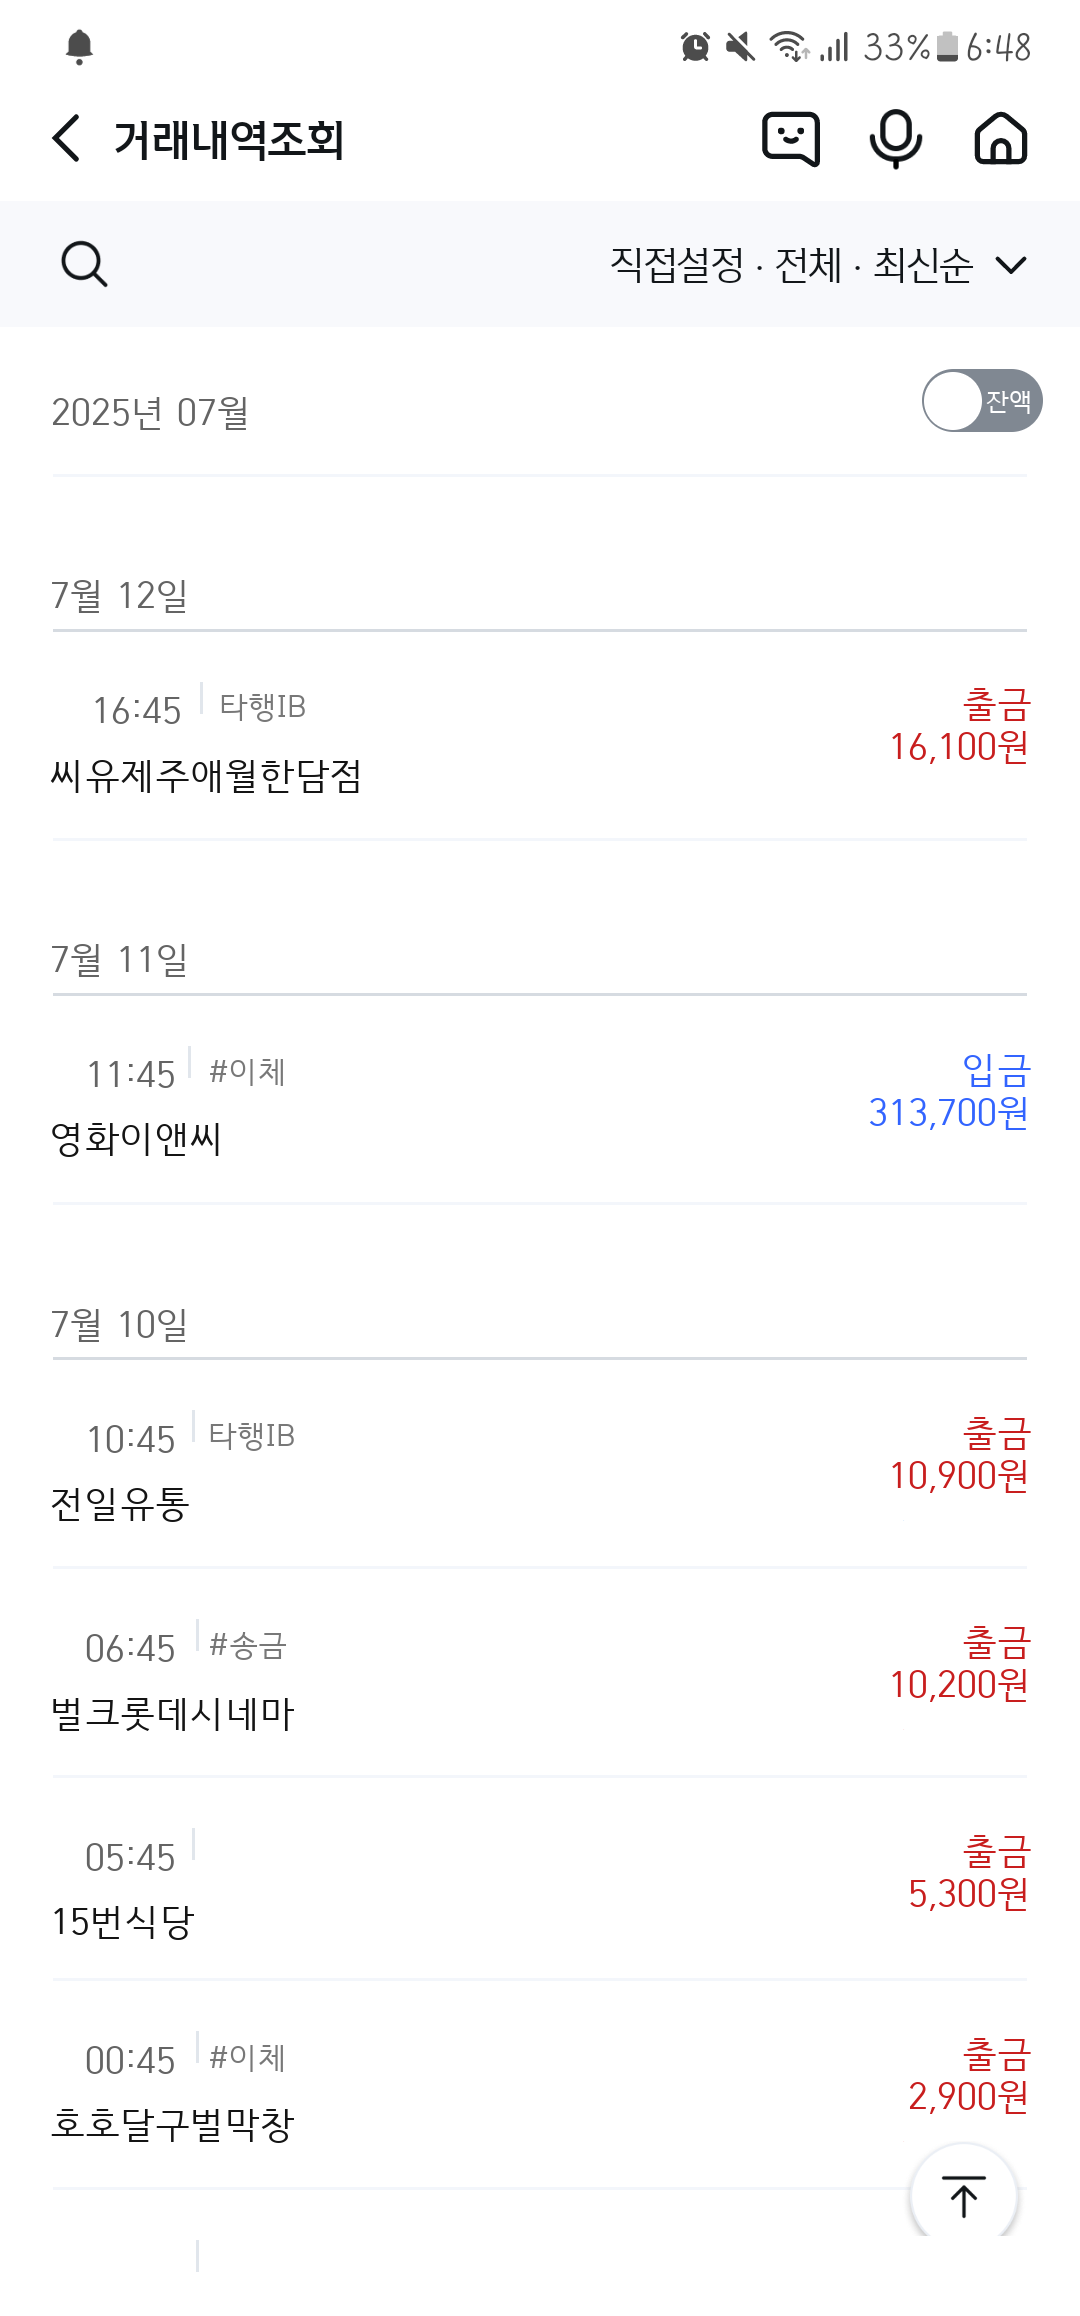 33% 6:48
거래내역조회
직접설정 · 전체 · 최신순
2025년 07월
잔액
7월 12일
16:45 타행IB
출금
16,100원
씨유제주애월한담점
7월 11일
11:45 #이체
입금
313,700원
영화이앤씨
7월 10일
10:45 타행IB
출금
10,900원
전일유통
06:45 #송금
출금
10,200원
벌크롯데시네마
05:45
출금
5,300원
15번식당
00:45 #이체
출금
2,900원
호호달구벌막창